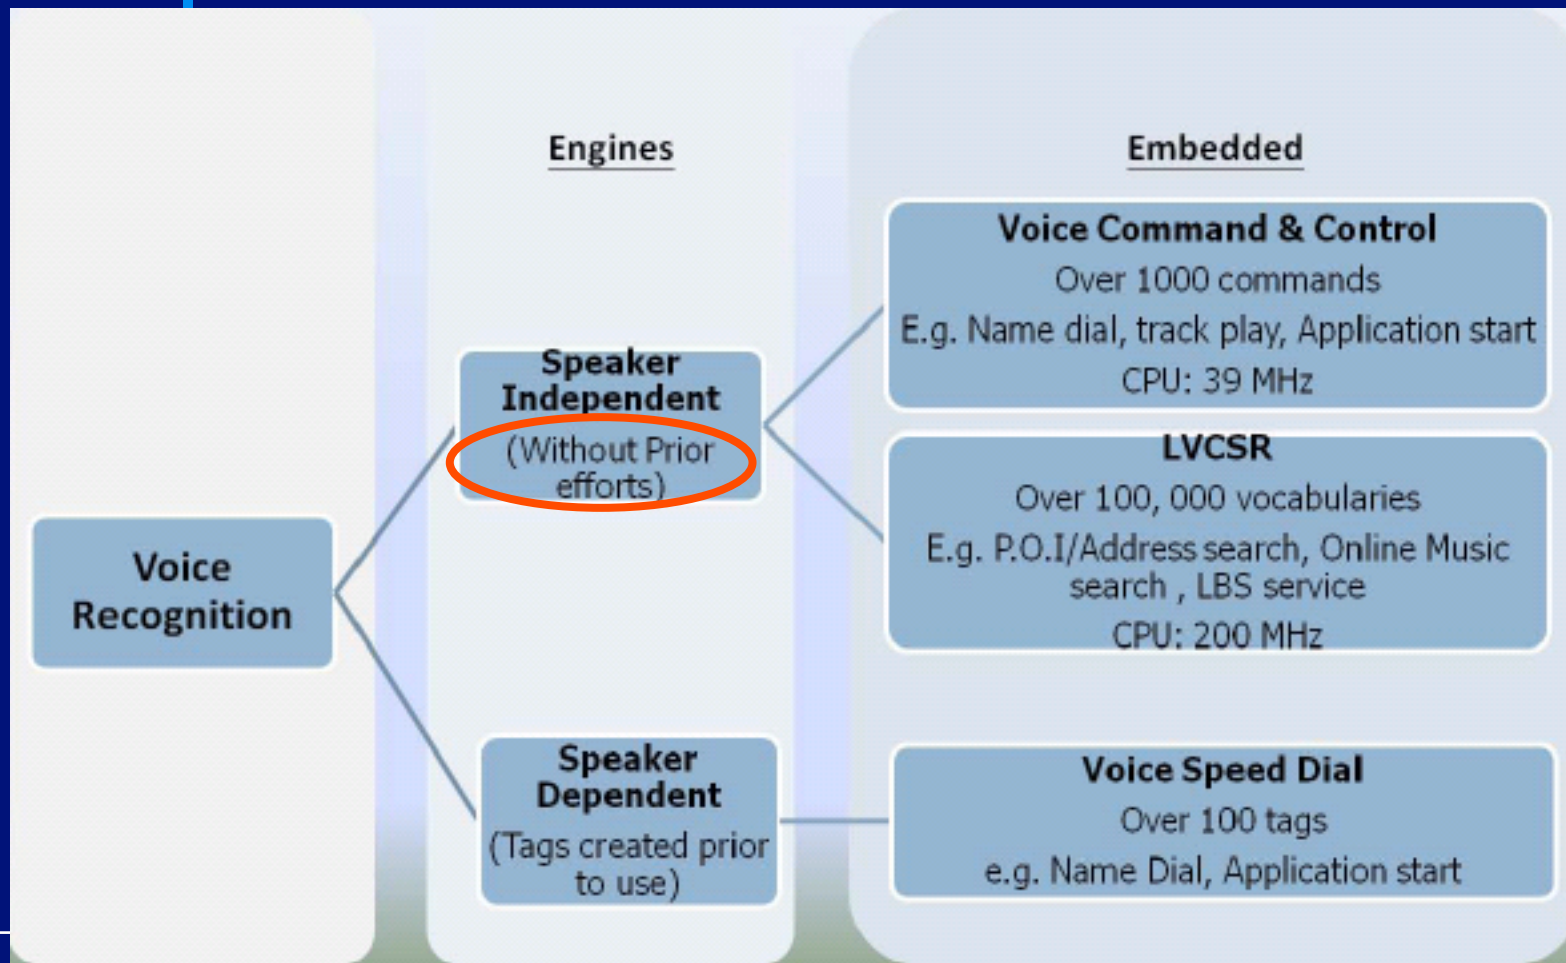 Engines
Embedded
Voice
Recognition
Speaker
Independent
(Without Prior
efforts)
Speaker
Dependent
(Tags created prior
to use)
Voice Command & Control
Over 1000 commands
E.g. Name dial, track play, Application start
CPU: 39 MHz
LVCSR
Over 100, 000 vocabularies
E.g. P.O.I/Address search, Online Music
search , LBS service
CPU: 200 MHz
Voice Speed Dial
Over 100 tags
e.g. Name Dial, Application start